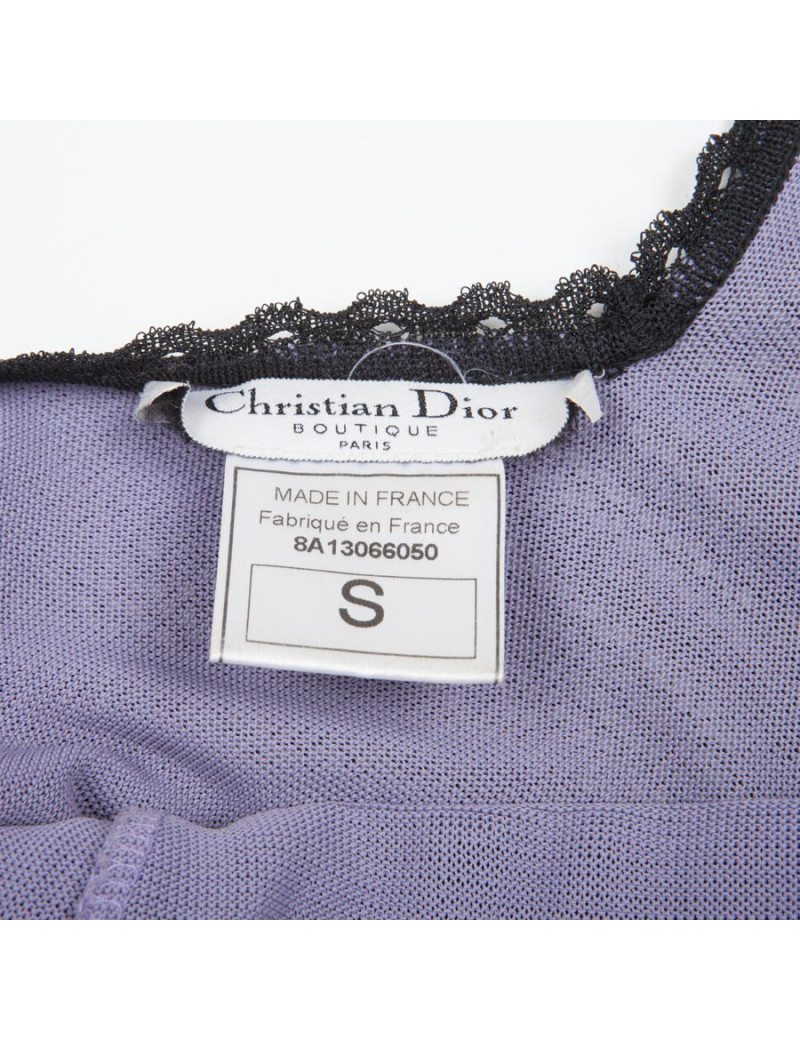 Christian Dior
BOUTIQUE
PARIS
MADE IN FRANCE
Fabriqué en France
8A13066050
S